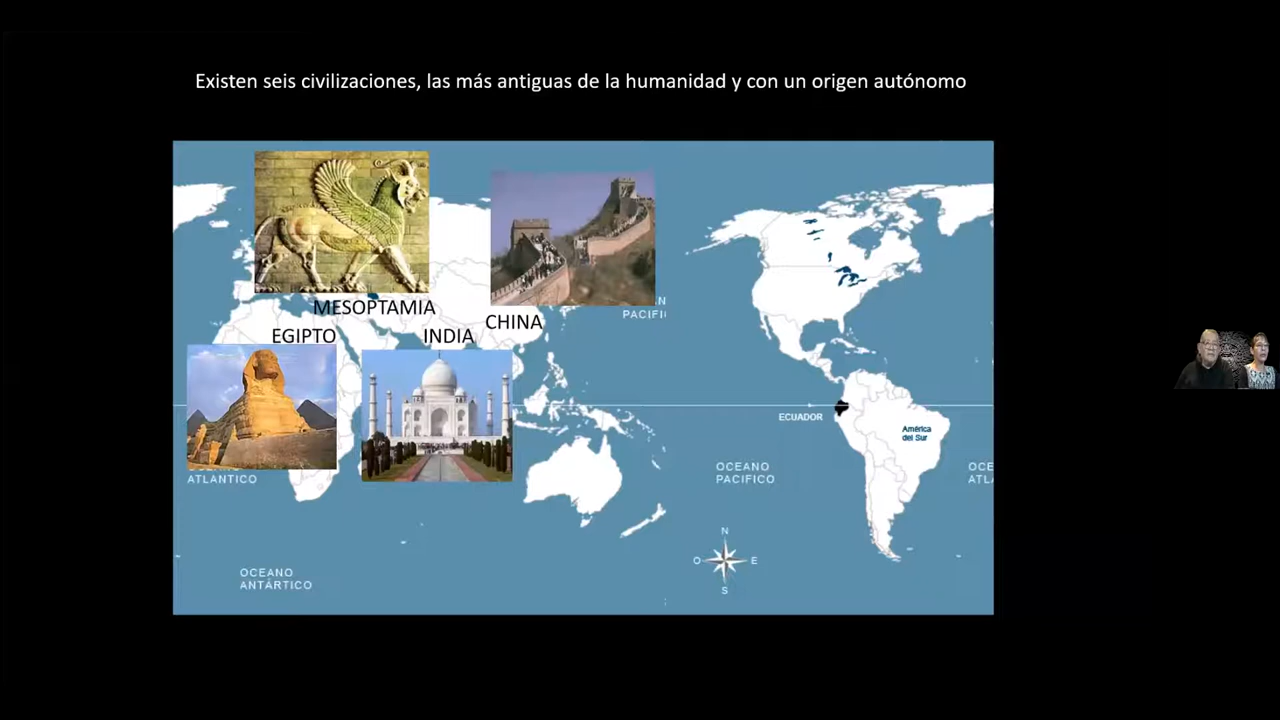 Existen seis civilizaciones, las más antiguas de la humanidad y con un origen autónomo
MESOPTAMIA
EGIPTO
INDIA
CHINA
N
PACIFI
ECUADOR
América
del Sur
ATLANTICO
OCEANO
PACIFICO
OCE
ATL
N
O
E
S
OCEANO
ANTÁRTICO